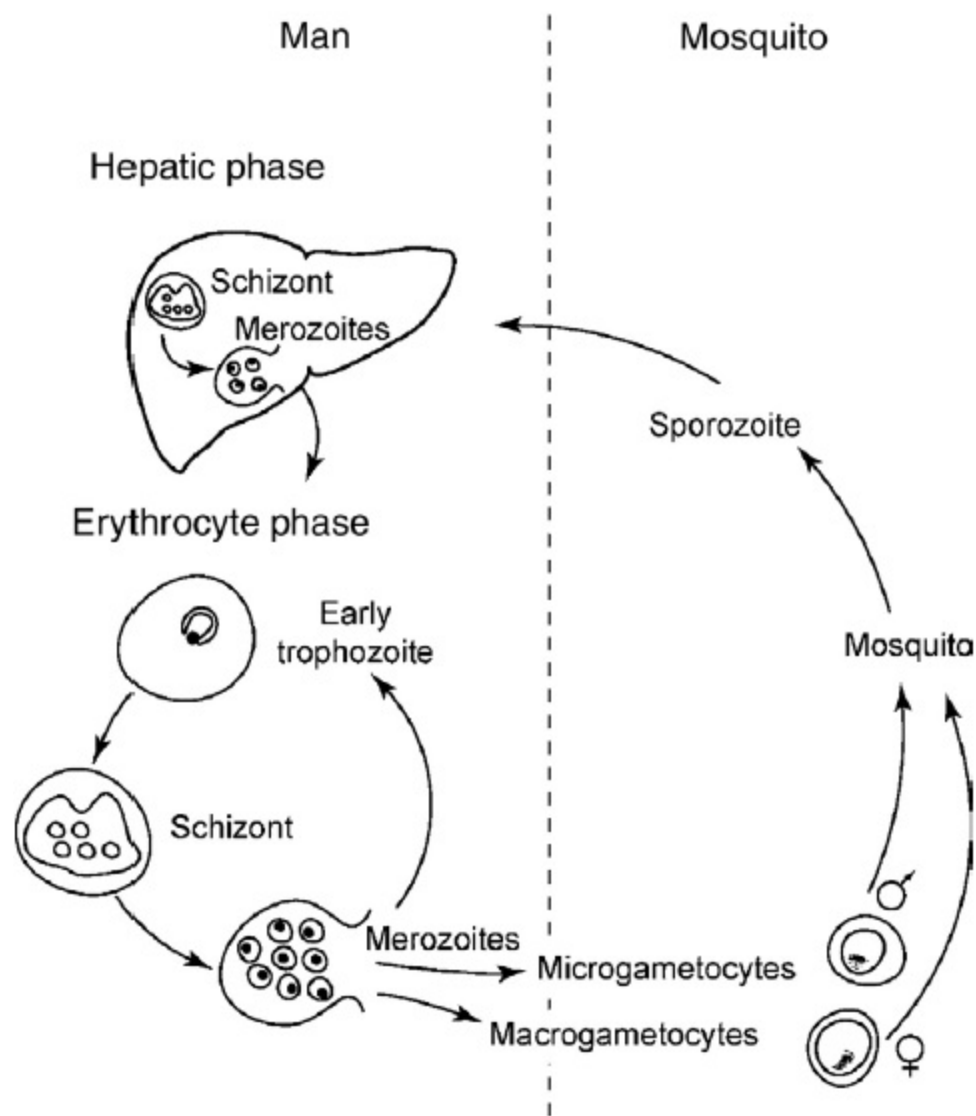 Man
Mosquito
Hepatic phase
Schizont
Merozoites
Sporozoite
Erythrocyte phase
Early
trophozoite
Mosquito
Schizont
Merozoites
Microgametocytes
Macrogametocytes